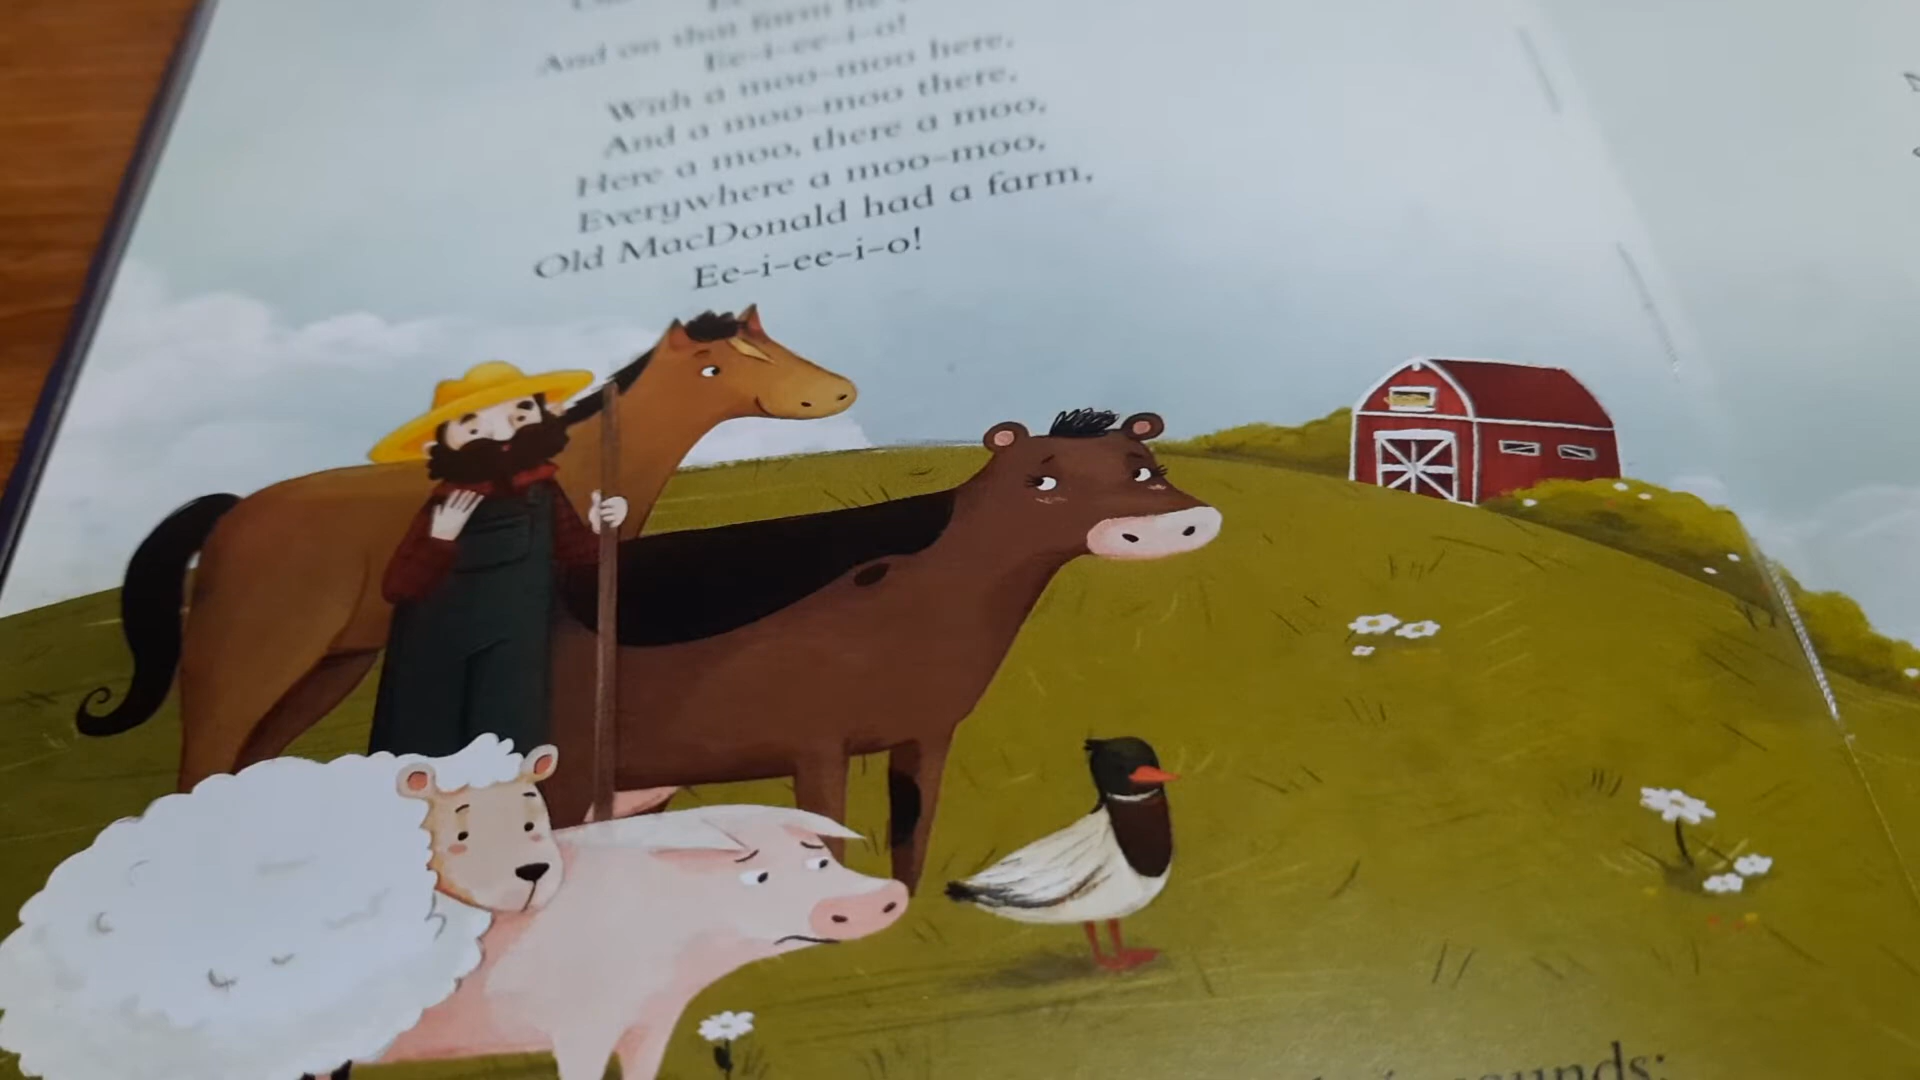 And on that farm he
Ee-i-ee-i-o!
With a moo-moo here,
And a moo-moo there,
Here a moo, there a moo,
Everywhere a moo-moo,
Old MacDonald had a farm,
Ee-i-ee-i-o!
sounds: